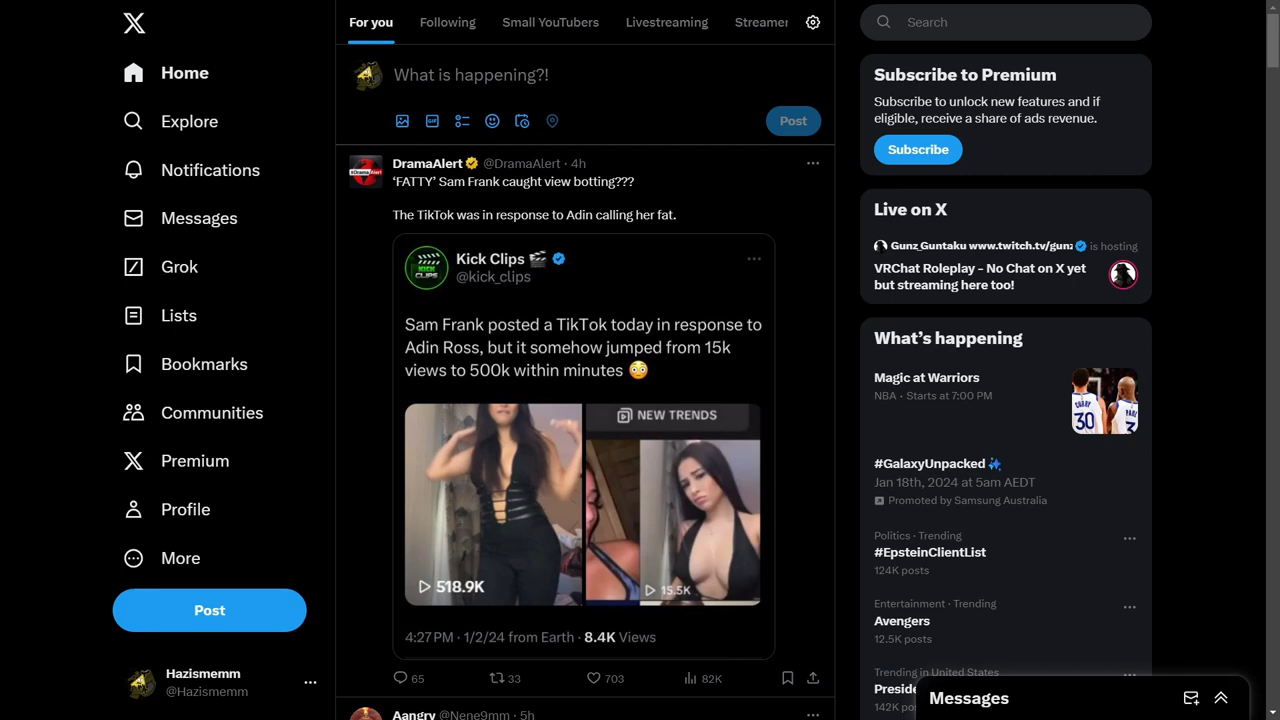 Home
Explore
Notifications
Messages
Grok
Lists
Bookmarks
Communities
Premium
Profile
More
Post
Hazismemm
@Hazismemm
For you
Following
Small YouTubers
Livestreaming
Streamer
What is happening?!
GIF
Post
DramaAlert @DramaAlert · 4h
‘FATTY’ Sam Frank caught view botting???
The TikTok was in response to Adin calling her fat.
#DramaAlert
Kick Clips
@kick_clips
KICK
CLIPS
Sam Frank posted a TikTok today in response to
Adin Ross, but it somehow jumped from 15k
views to 500k within minutes
NEW TRENDS
518.9K
15.5K
4:27 PM · 1/2/24 from Earth · 8.4K Views
65
33
703
82K
Aangry @Nene9mm · 5h
Search
Subscribe to Premium
Subscribe to unlock new features and if
eligible, receive a share of ads revenue.
Subscribe
Live on X
Gunz_Guntaku www.twitch.tv/gunz is hosting
VRChat Roleplay - No Chat on X yet
but streaming here too!
What’s happening
Magic at Warriors
NBA · Starts at 7:00 PM
CURRY
30
PAUL
3
#GalaxyUnpacked
Jan 18th, 2024 at 5am AEDT
Promoted by Samsung Australia
Politics · Trending
#EpsteinClientList
124K posts
Entertainment · Trending
Avengers
12.5K posts
Trending in United States
Preside
142K
Messages